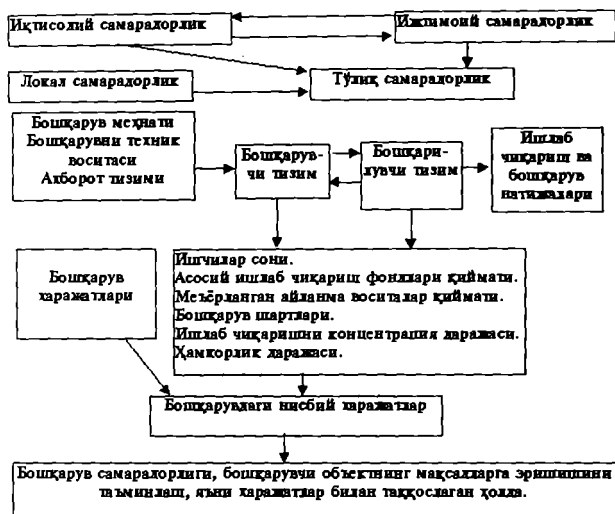 Иқтисодий самарадорлик
Ижтимоий самарадорлик
Локал самарадорлик
Тўлиқ самарадорлик
Бошқарув меҳнати
Бошқарувни техник
воситаси
Ахборот тизими
Бошқарув-
чи тизим
Бошқари-
лувчи тизим
Ишлаб
чиқариш ва
бошқарув
натижалари
Бошқарув
харажатлари
Ишчилар сони.
Асосий ишлаб чиқариш фондлари қиймати.
Меъёрланган айланма воситалар қиймати.
Бошқарув шартлари.
Ишлаб чиқаришни концентрация даражаси.
Ҳамкорлик даражаси.
Бошқарувдаги нисбий харажатлар
Бошқарув самарадорлиги, бошқарувчи объектнинг мақсадларга эришишини
таъминлаш, яъни харажатлар билан таққослаган ҳолда.